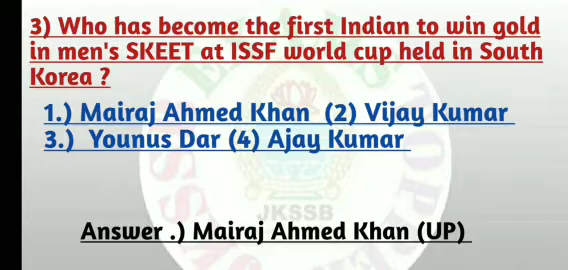 3) Who has become the first Indian to win gold
in men's SKEET at ISSF world cup held in South
Korea ?
1.) Mairaj Ahmed Khan (2) Vijay Kumar
3.) Younus Dar (4) Ajay Kumar
JKSSB
Answer .) Mairaj Ahmed Khan (UP)